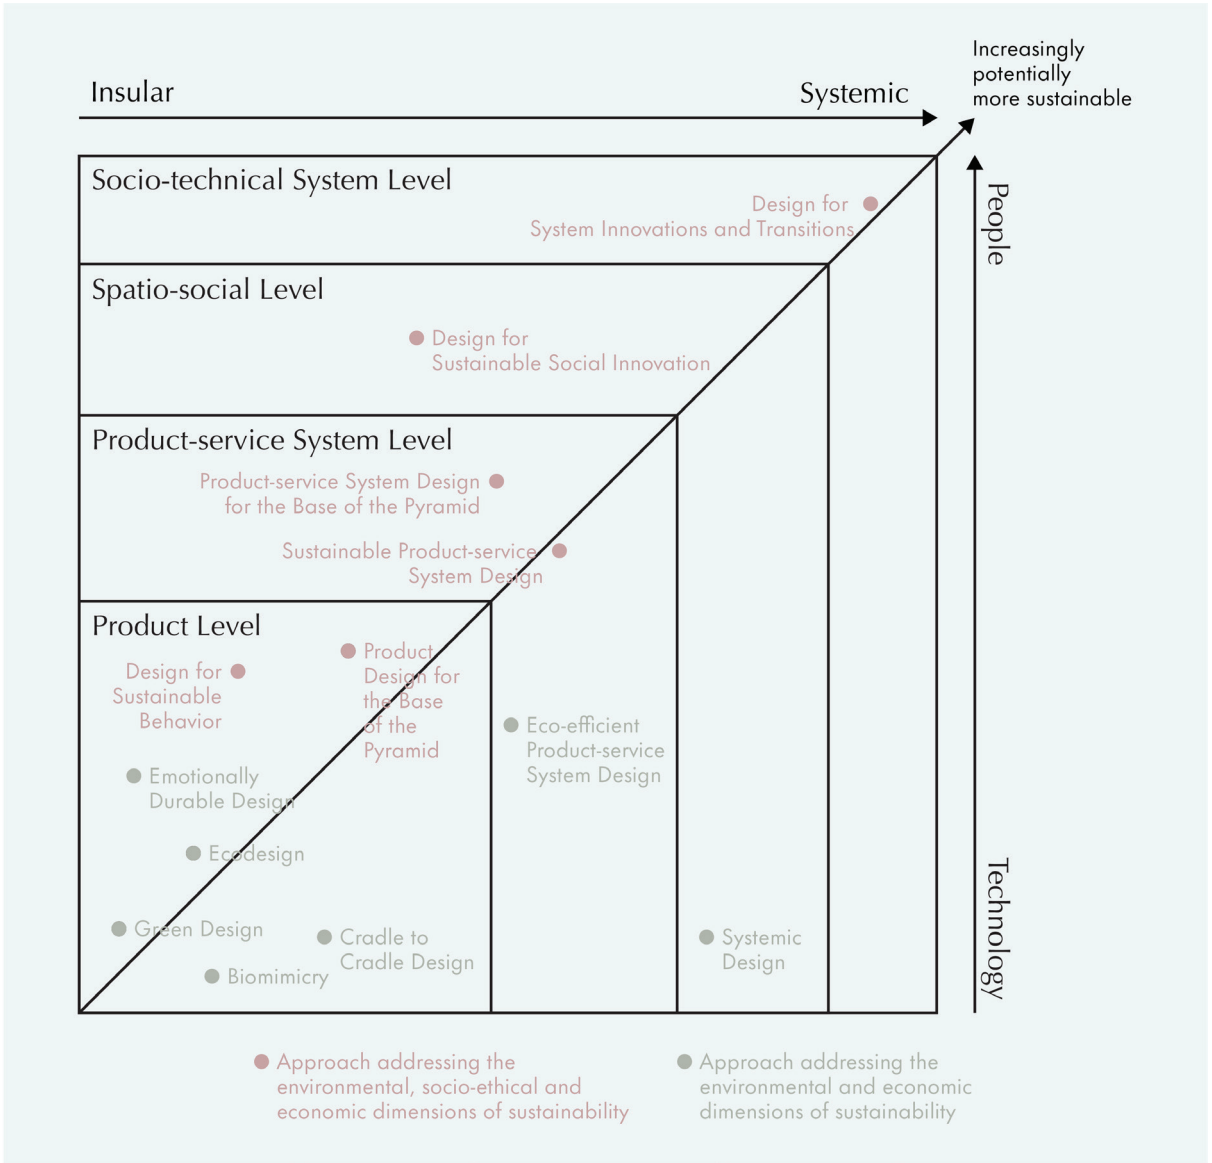 Increasingly
potentially
more sustainable
Insular
Systemic
People
Technology
Socio-technical System Level
Design for
System Innovations and Transitions
Spatio-social Level
Design for
Sustainable Social Innovation
Product-service System Level
Product-service System Design
for the Base of the Pyramid
Sustainable Product-service
System Design
Product Level
Product
Design for
the Base
of the
Pyramid
Design for
Sustainable
Behavior
Eco-efficient
Product-service
System Design
Emotionally
Durable Design
Ecodesign
Green Design
Cradle to
Cradle Design
Biomimicry
Systemic
Design
Approach addressing the
environmental, socio-ethical and
economic dimensions of sustainability
Approach addressing the
environmental and economic
dimensions of sustainability